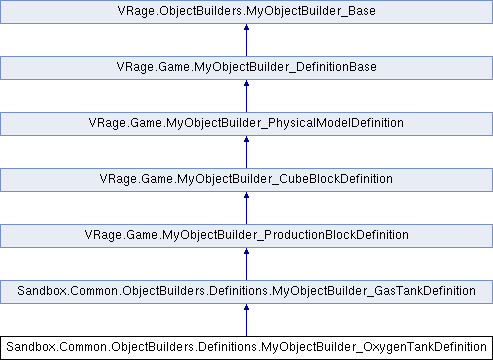 VRage.ObjectBuilders.MyObjectBuilder_Base
VRage.Game.MyObjectBuilder_DefinitionBase
VRage.Game.MyObjectBuilder_PhysicalModelDefinition
VRage.Game.MyObjectBuilder_CubeBlockDefinition
VRage.Game.MyObjectBuilder_ProductionBlockDefinition
Sandbox.Common.ObjectBuilders.Definitions.MyObjectBuilder_GasTankDefinition
Sandbox.Common.ObjectBuilders.Definitions.MyObjectBuilder_OxygenTankDefinition